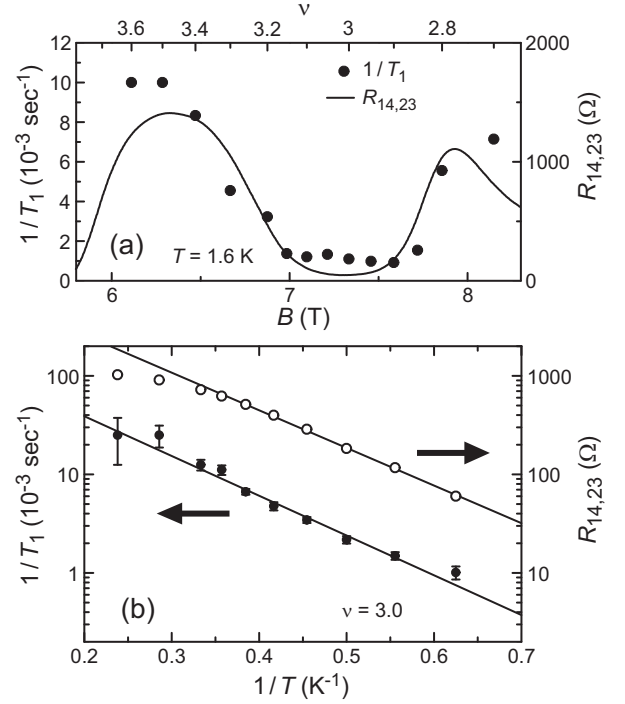 ν
3.6 3.4 3.2 3 2.8
12
10
8
6
4
2
0
2000
1000
0
1/T₁ (10⁻³ sec⁻¹)
R₁₄,₂₃ (Ω)
1/T₁
R₁₄,₂₃
(a)
T = 1.6 K
6 7 8
B (T)
100
10
1
1000
100
10
1/T₁ (10⁻³ sec⁻¹)
R₁₄,₂₃ (Ω)
(b)
ν = 3.0
0.2 0.3 0.4 0.5 0.6 0.7
1/T (K⁻¹)